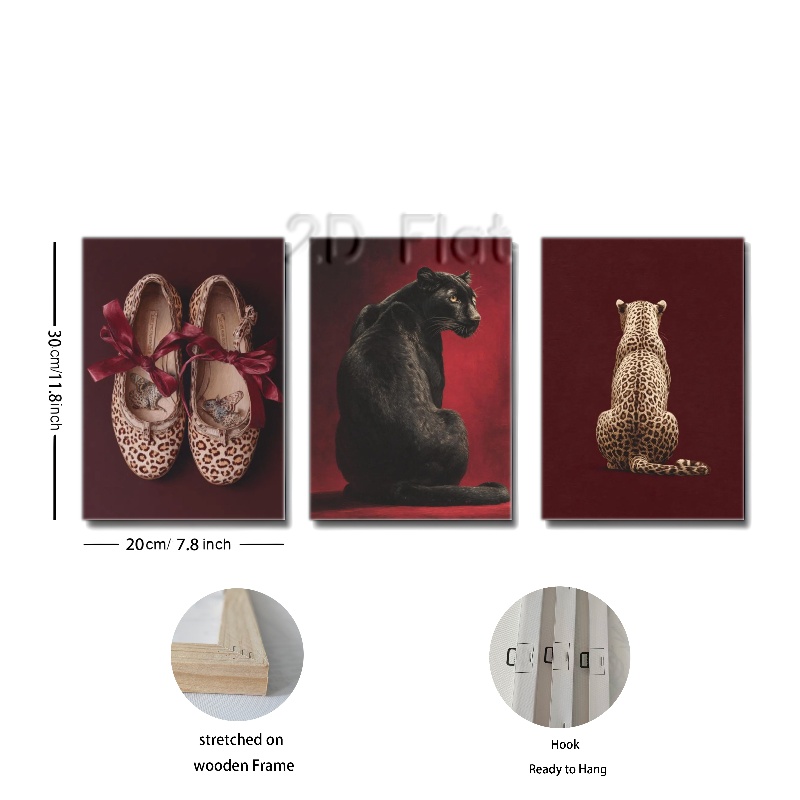 2D Flat
30cm/11.8inch
20cm/ 7.8 inch
stretched on
wooden Frame
Hook
Ready to Hang